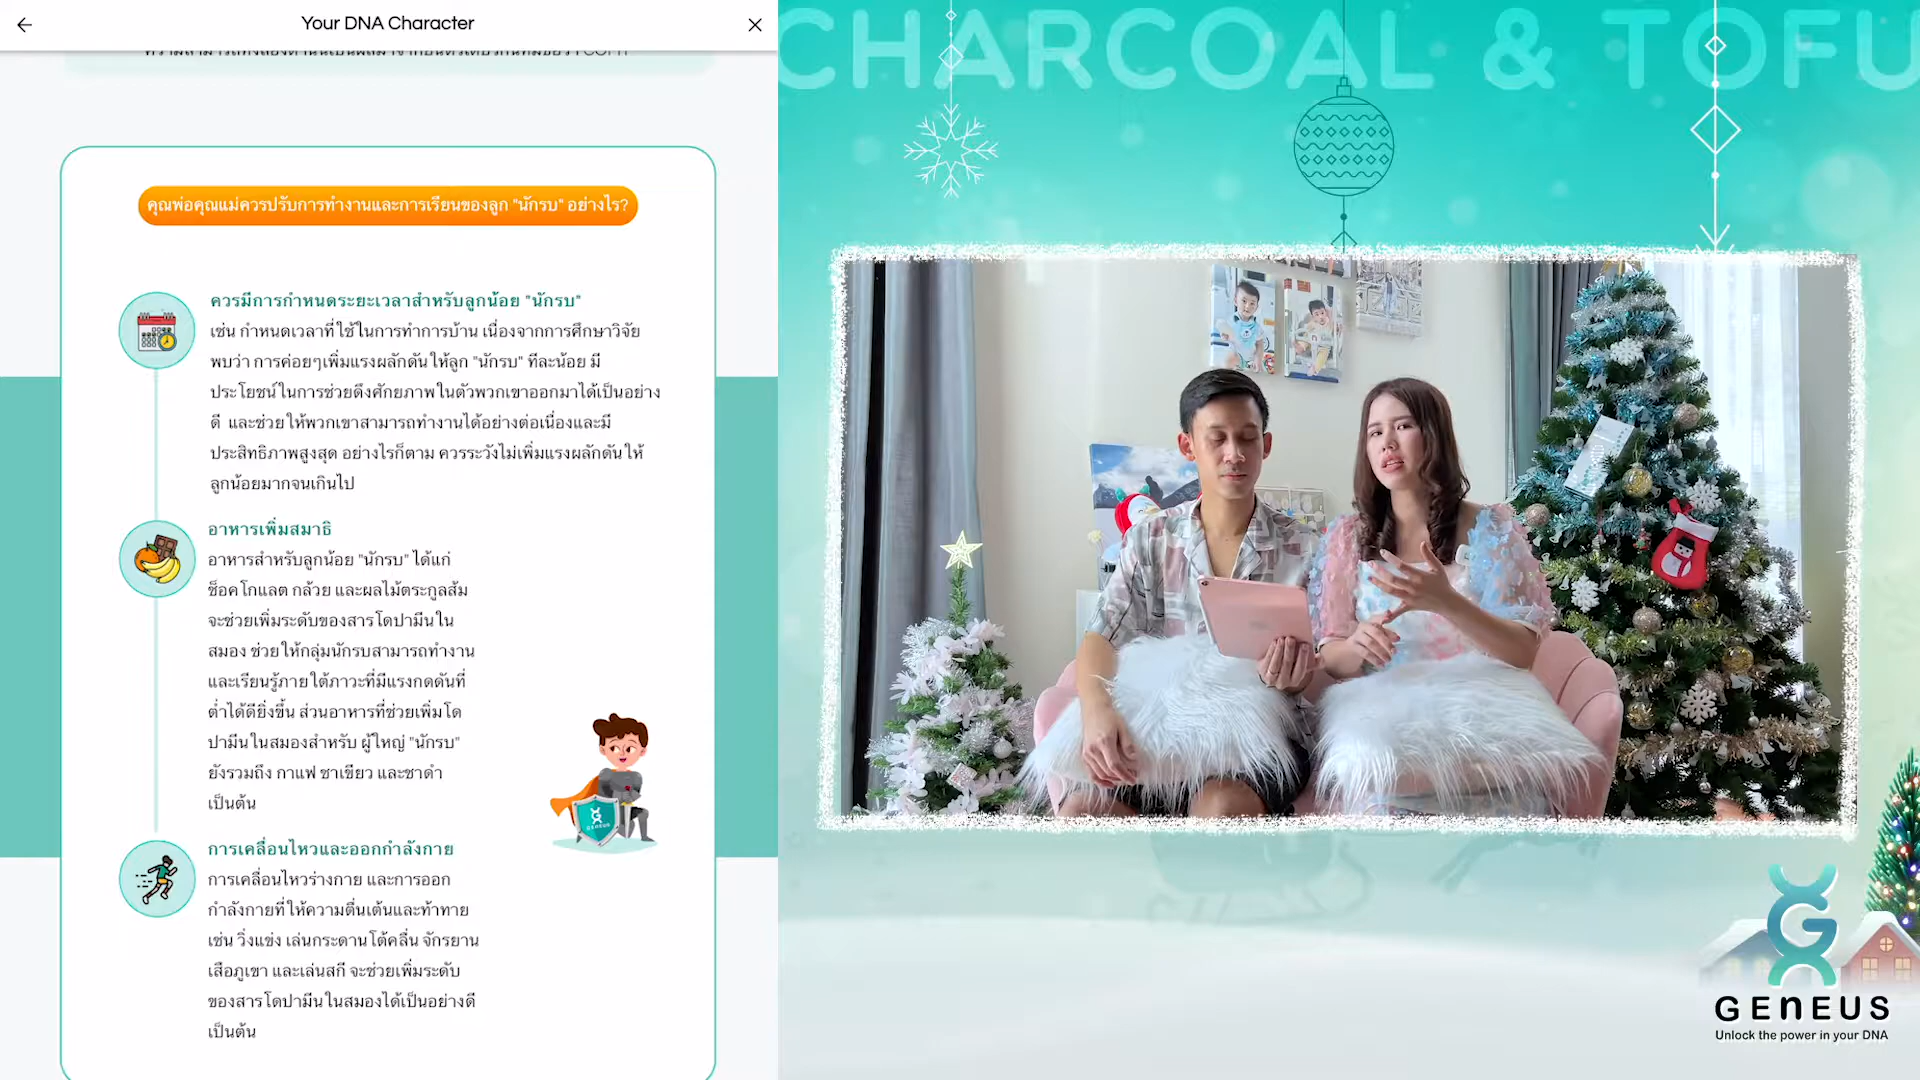 Your DNA Character
คุณพ่อคุณแม่ควรปรับการทำงานและการเรียนของลูก "นักรบ" อย่างไร?
ควรมีการกำหนดระยะเวลาสำหรับลูกน้อย "นักรบ"
เช่น กำหนดเวลาที่ใช้ในการทำการบ้าน เนื่องจากการศึกษาวิจัย
พบว่า การค่อยๆเพิ่มแรงผลักดันให้ลูก "นักรบ" ทีละน้อย มี
ประโยชน์ในการช่วยดึงศักยภาพในตัวพวกเขาออกมาได้เป็นอย่าง
ดี และช่วยให้พวกเขาสามารถทำงานได้อย่างต่อเนื่องและมี
ประสิทธิภาพสูงสุด อย่างไรก็ตาม ควรระวังไม่เพิ่มแรงผลักดันให้
ลูกน้อยมากจนเกินไป
อาหารเพิ่มสมาธิ
อาหารสำหรับลูกน้อย "นักรบ" ได้แก่
ช็อคโกแลต กล้วย และผลไม้ตระกูลส้ม
จะช่วยเพิ่มระดับของสารโดปามีนใน
สมอง ช่วยให้กลุ่มนักรบสามารถทำงาน
และเรียนรู้ภายใต้ภาวะที่มีแรงกดดันที่
ต่ำได้ดียิ่งขึ้น ส่วนอาหารที่ช่วยเพิ่มโด
ปามีนในสมองสำหรับ ผู้ใหญ่ "นักรบ"
ยังรวมถึง กาแฟ ชาเขียว และชาดำ
เป็นต้น
การเคลื่อนไหวและออกกำลังกาย
การเคลื่อนไหวร่างกาย และการออก
กำลังกายที่ให้ความตื่นเต้นและท้าทาย
เช่น วิ่งแข่ง เล่นกระดานโต้คลื่น จักรยาน
เสือภูเขา และเล่นสกี จะช่วยเพิ่มระดับ
ของสารโดปามีนในสมองได้เป็นอย่างดี
เป็นต้น
GENEUS
CHARCOAL & TOFU
GENEUS
Unlock the power in your DNA